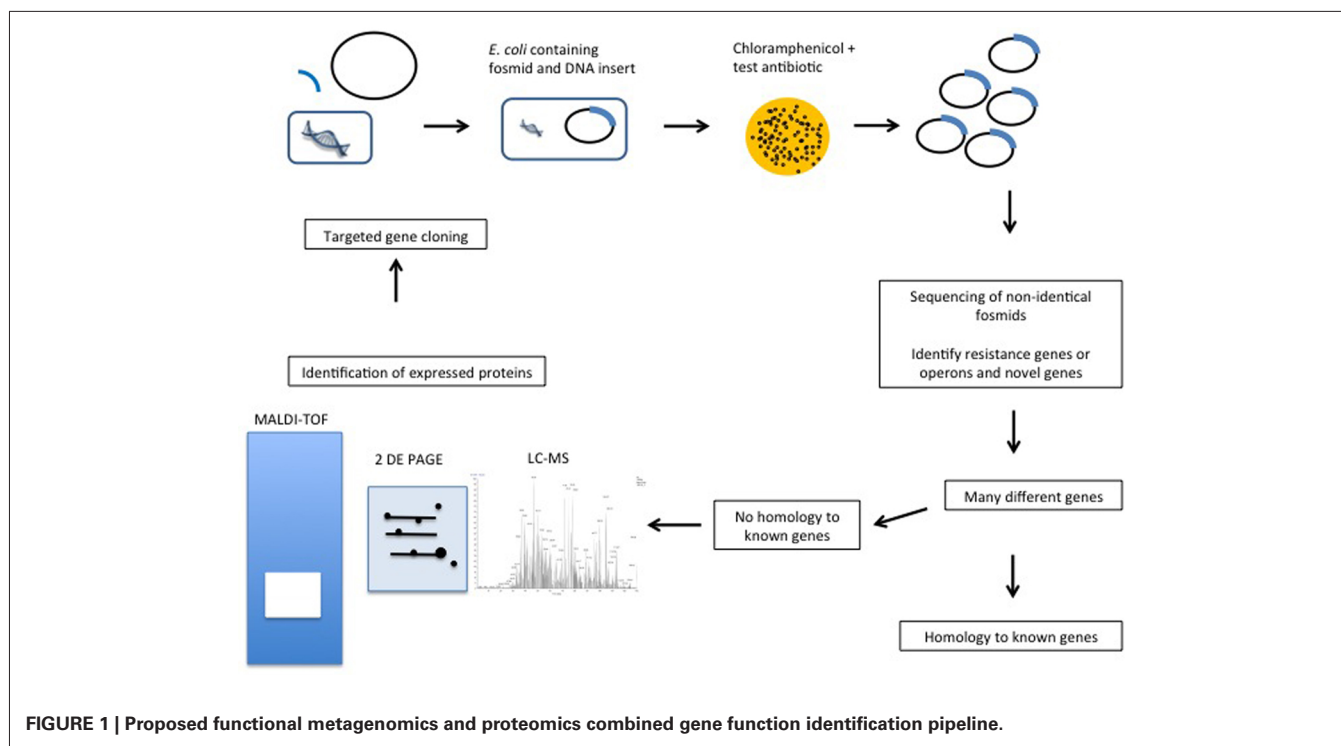 E. coli containing
fosmid and DNA insert
Chloramphenicol +
test antibiotic
Targeted gene cloning
Sequencing of non-identical
fosmids
Identify resistance genes or
operons and novel genes
Identification of expressed proteins
MALDI-TOF
2 DE PAGE
LC-MS
Many different genes
No homology to
known genes
Homology to known genes
FIGURE 1 | Proposed functional metagenomics and proteomics combined gene function identification pipeline.